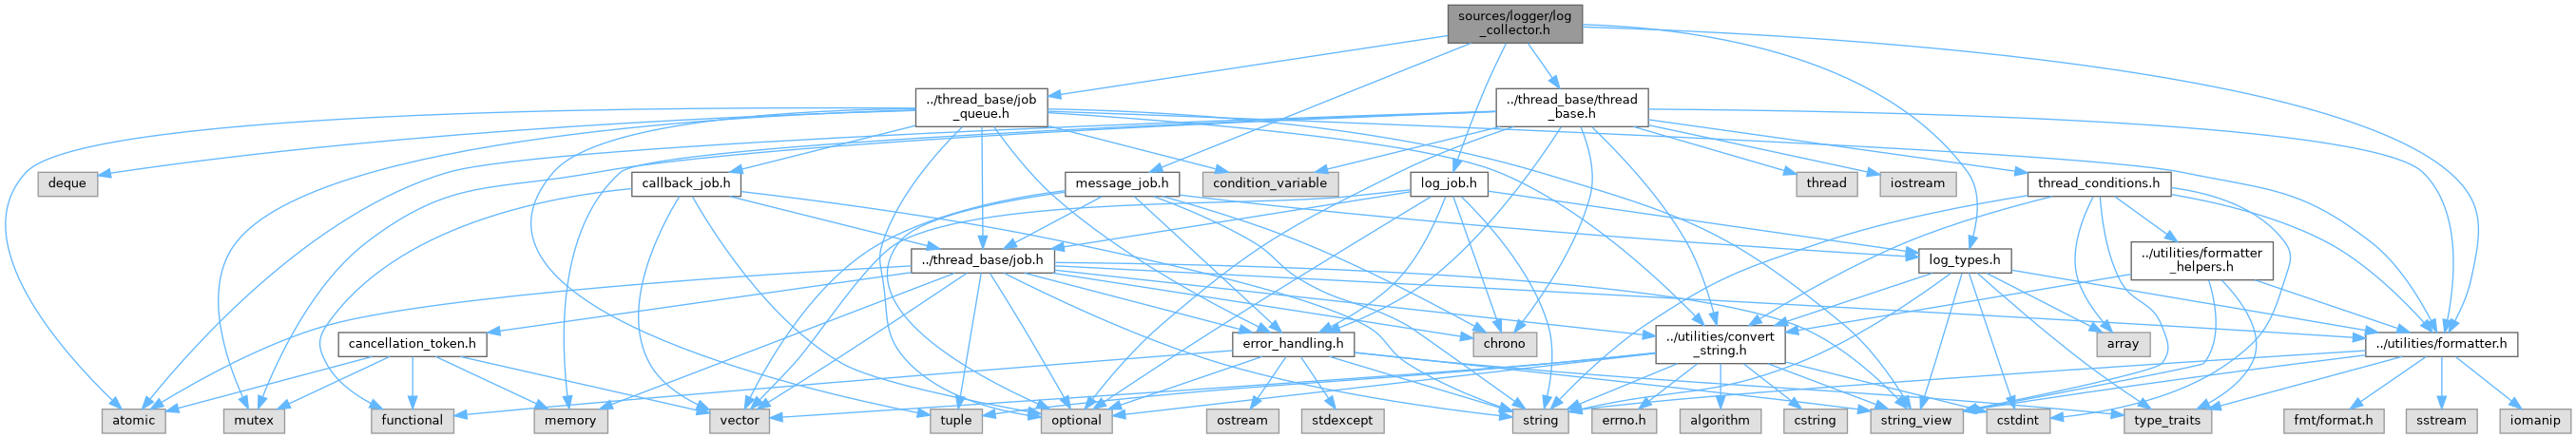 sources/logger/log
_collector.h
../thread_base/job
_queue.h
../thread_base/thread
_base.h
deque
callback_job.h
message_job.h
condition_variable
log_job.h
thread
iostream
thread_conditions.h
../thread_base/job.h
log_types.h
../utilities/formatter
_helpers.h
cancellation_token.h
error_handling.h
chrono
../utilities/convert
_string.h
array
../utilities/formatter.h
atomic
mutex
functional
memory
vector
tuple
optional
ostream
stdexcept
string
errno.h
algorithm
cstring
string_view
cstdint
type_traits
fmt/format.h
sstream
iomanip